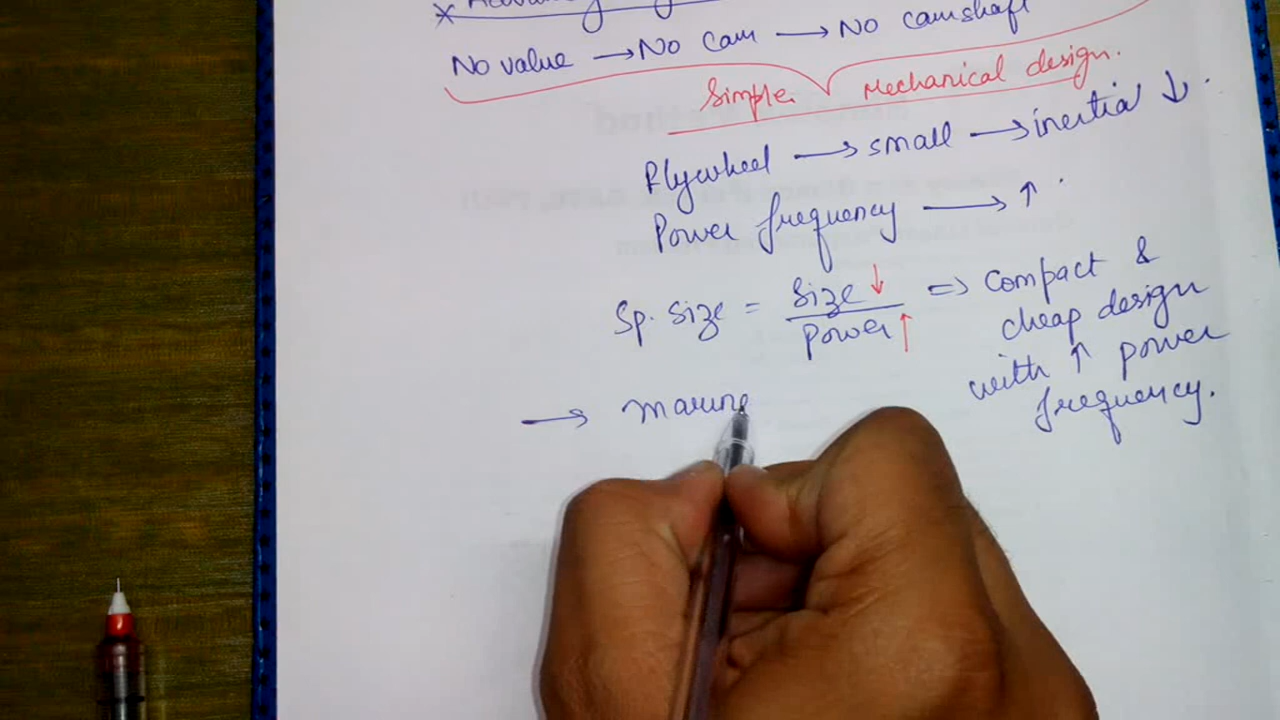 No value → No Cam → No camshaft
Simple Mechanical design.
Flywheel → small → inertia ↓.
Power frequency → ↑.
Sp. Size = Size ↓ / Power ↑ ⇒ Compact &
cheap design
with ↑ power
frequency.
→ marine